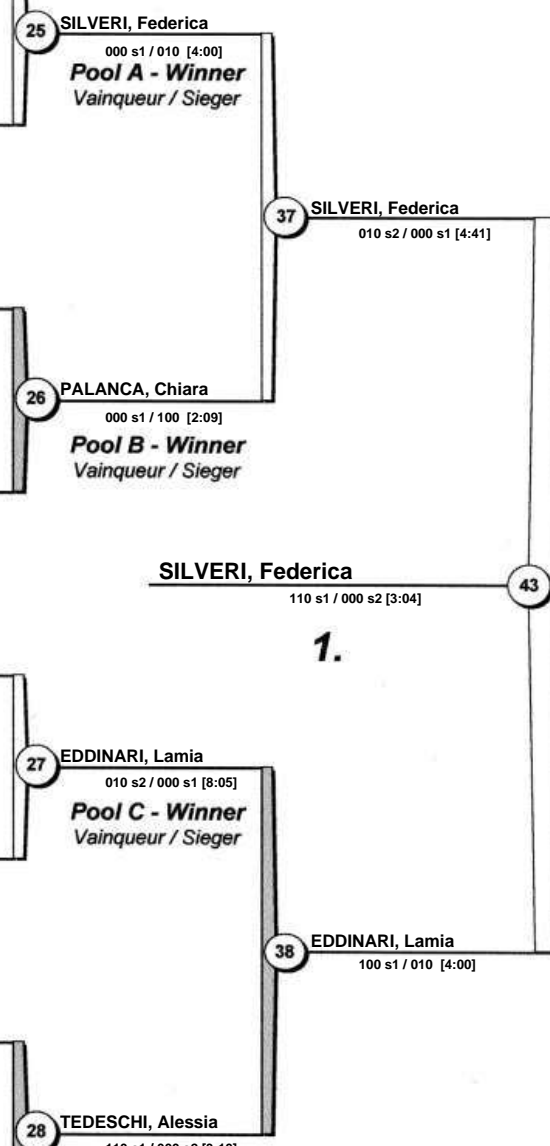 25 SILVERI, Federica
000 s1 / 010 [4:00]
Pool A - Winner
Vainqueur / Sieger
37 SILVERI, Federica
010 s2 / 000 s1 [4:41]
26 PALANCA, Chiara
000 s1 / 100 [2:09]
Pool B - Winner
Vainqueur / Sieger
SILVERI, Federica 43
110 s1 / 000 s2 [3:04]
1.
27 EDDINARI, Lamia
010 s2 / 000 s1 [8:05]
Pool C - Winner
Vainqueur / Sieger
38 EDDINARI, Lamia
100 s1 / 010 [4:00]
28 TEDESCHI, Alessia